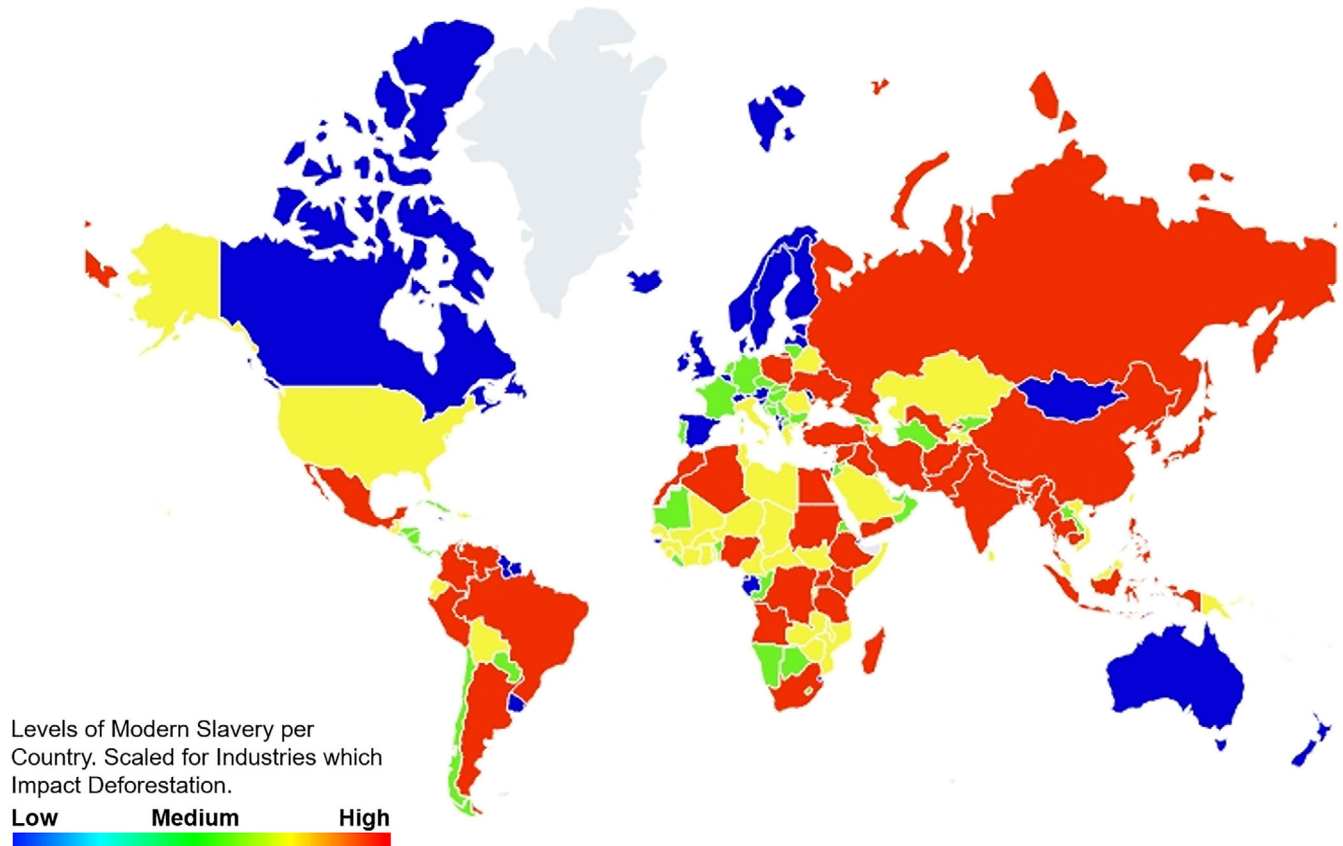 Levels of Modern Slavery per
Country. Scaled for Industries which
Impact Deforestation.
Low Medium High